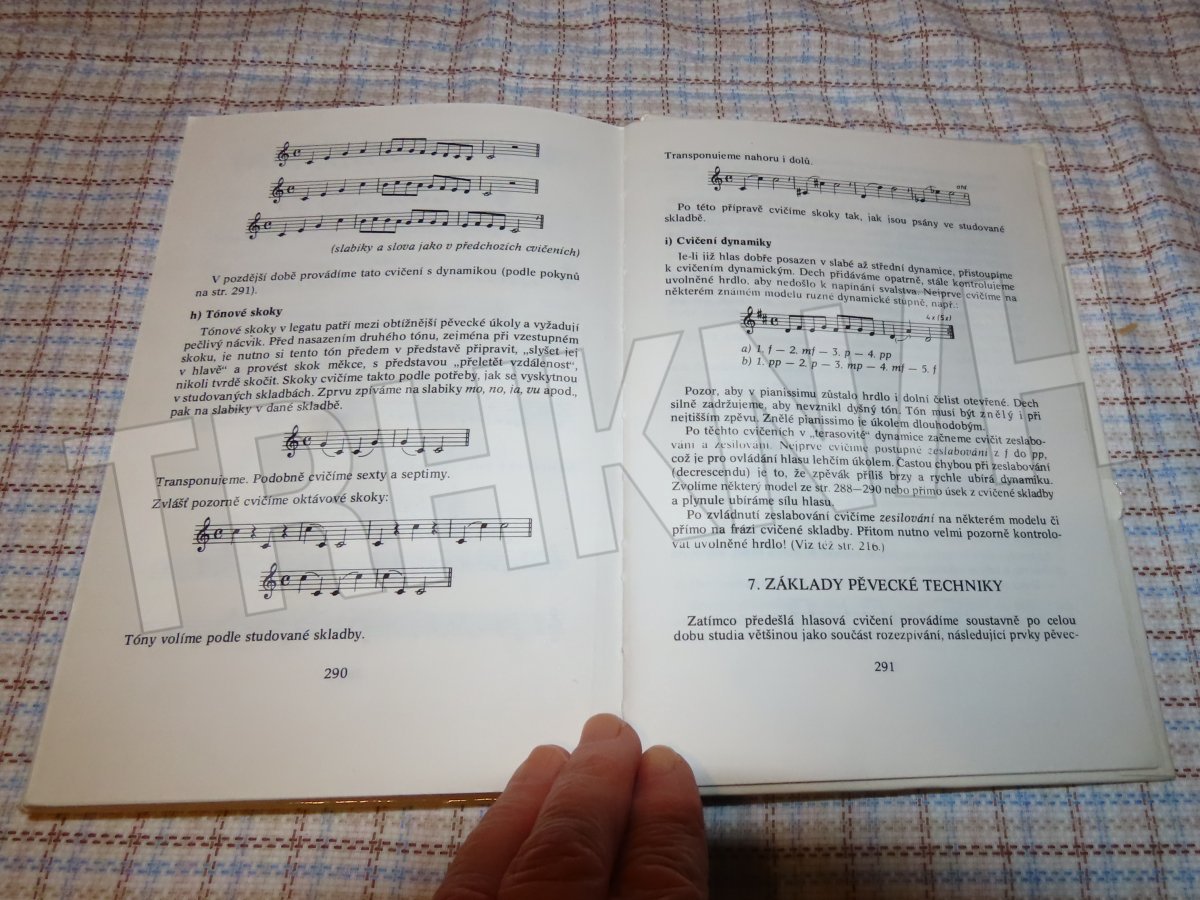 (slabiky a slova jako v předchozích cvičeních)
V pozdější době provádíme tato cvičení s dynamikou (podle pokynů
na str. 291).
h) Tónové skoky
Tónové skoky v legatu patří mezi obtížnější pěvecké úkoly a vyžadují
pečlivý nácvik. Před nasazením druhého tónu, zejména při vzestupném
skoku, je nutno si tento tón předem v představě připravit, „slyšet jej
v hlavě“ a provést skok měkce, s představou „přeletět vzdálenost“,
nikoli tvrdě skočit. Skoky cvičíme takto podle potřeby, jak se vyskytnou
v studovaných skladbách. Zprvu zpíváme na slabiky mo, no, ia, vu apod.,
pak na slabiky v dané skladbě.
Transponujeme. Podobně cvičíme sexty a septimy.
Zvlášť pozorně cvičíme oktávové skoky:
Tóny volíme podle studované skladby.
290
Transponujeme nahoru i dolů.
atd
Po této přípravě cvičíme skoky tak, jak jsou psány ve studované
skladbě.
i) Cvičení dynamiky
Je-li již hlas dobře posazen v slabé až střední dynamice, přistoupíme
k cvičením dynamickým. Dech přidáváme opatrně, stále kontrolujeme
uvolněné hrdlo, aby nedošlo k napínání svalstva. Nejprve cvičíme na
některém známém modelu různé dynamické stupně, např.:
4x (5x)
a) 1. f — 2. mf — 3. p — 4. pp
b) 1. pp — 2. p — 3. mp — 4. mf — 5. f
Pozor, aby v pianissimu zůstalo hrdlo i dolní čelist otevřené. Dech
silně zadržujeme, aby nevznikl dyšný tón. Tón musí být znělý i při
nejtišším zpěvu. Znělé pianissimo je úkolem dlouhodobým.
Po těchto cvičeních v „terasovité“ dynamice začneme cvičit zeslabo-
vání a zesilování. Nejprve cvičíme postupné zeslabování z f do pp,
což je pro ovládání hlasu lehčím úkolem. Častou chybou při zeslabování
(decrescendu) je to, že zpěvák příliš brzy a rychle ubírá dynamiku.
Zvolíme některý model ze str. 288—290 nebo přímo úsek z cvičené skladby
a plynule ubíráme sílu hlasu.
Po zvládnutí zeslabování cvičíme zesilování na některém modelu či
přímo na frázi cvičené skladby. Přitom nutno velmi pozorně kontrolo-
vat uvolněné hrdlo! (Viz též str. 216.)
7. ZÁKLADY PĚVECKÉ TECHNIKY
Zatímco předešlá hlasová cvičení provádíme soustavně po celou
dobu studia většinou jako součást rozezpívání, následující prvky pěvec-
291